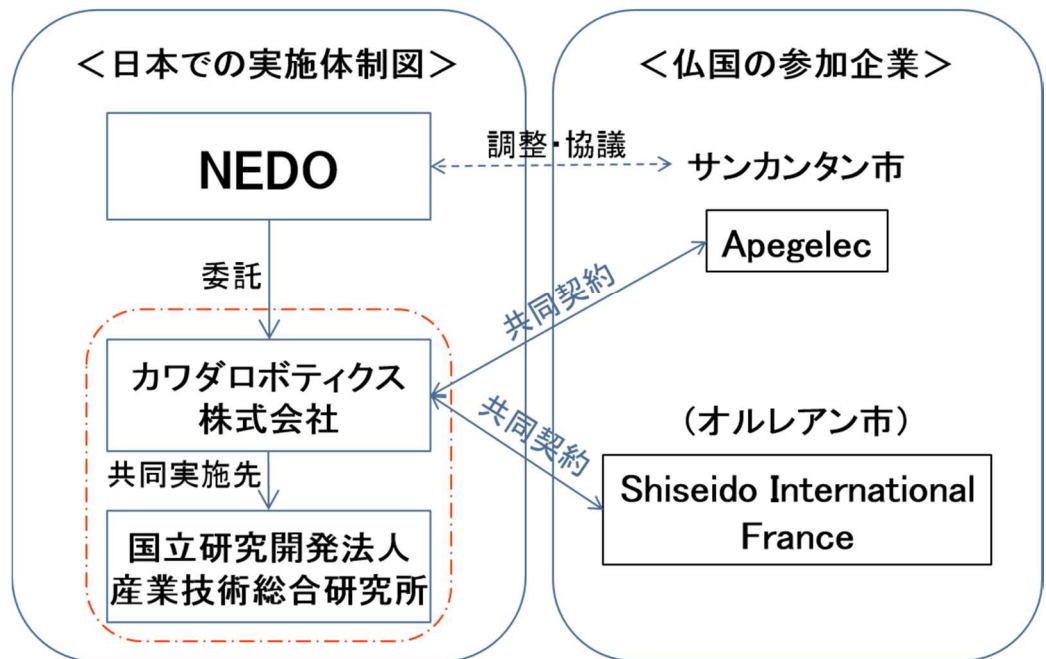 ＜日本での実施体制図＞
NEDO
委託
カワダロボティクス
株式会社
共同実施先
国立研究開発法人
産業技術総合研究所
調整・協議
共同契約
共同契約
＜仏国の参加企業＞
サンカンタン市
Apegelec
（オルレアン市）
Shiseido International
France